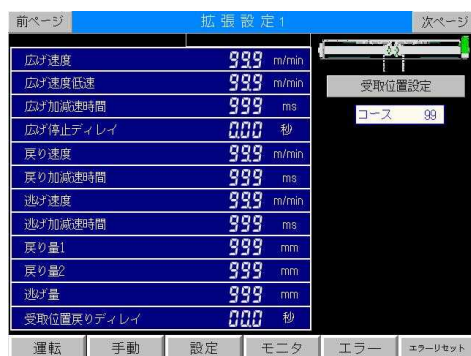 前ページ
拡張設定1
次ページ
広げ速度 99.9 m/min
広げ速度低速 99.9 m/min
広げ加減速時間 999 ms
広げ停止ディレイ 0.00 秒
戻り速度 99.9 m/min
戻り加減速時間 999 ms
逃げ速度 99.9 m/min
逃げ加減速時間 999 ms
戻り量1 999 mm
戻り量2 999 mm
逃げ量 999 mm
受取位置戻りディレイ 0.00 秒
受取位置設定
コース 99
運転 手動 設定 モニタ エラー エラーリセット